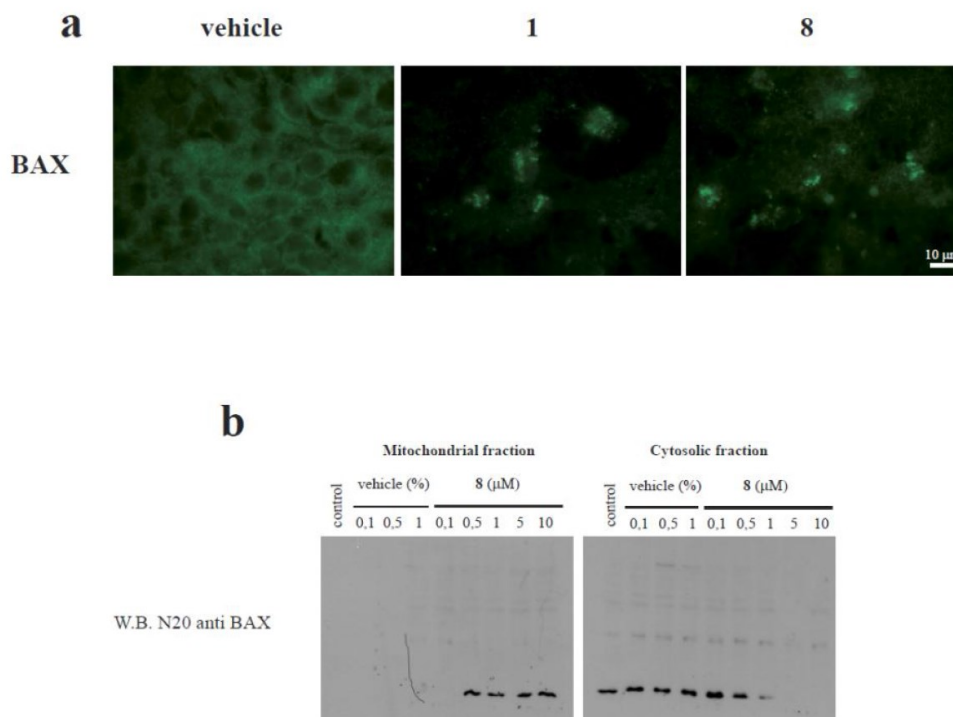 a vehicle 1 8
BAX
10 μm
b
Mitochondrial fraction Cytosolic fraction
control vehicle (%) 8 (μM) control vehicle (%) 8 (μM)
0,1 0,5 1 0,1 0,5 1 5 10 0,1 0,5 1 0,1 0,5 1 5 10
W.B. N20 anti BAX